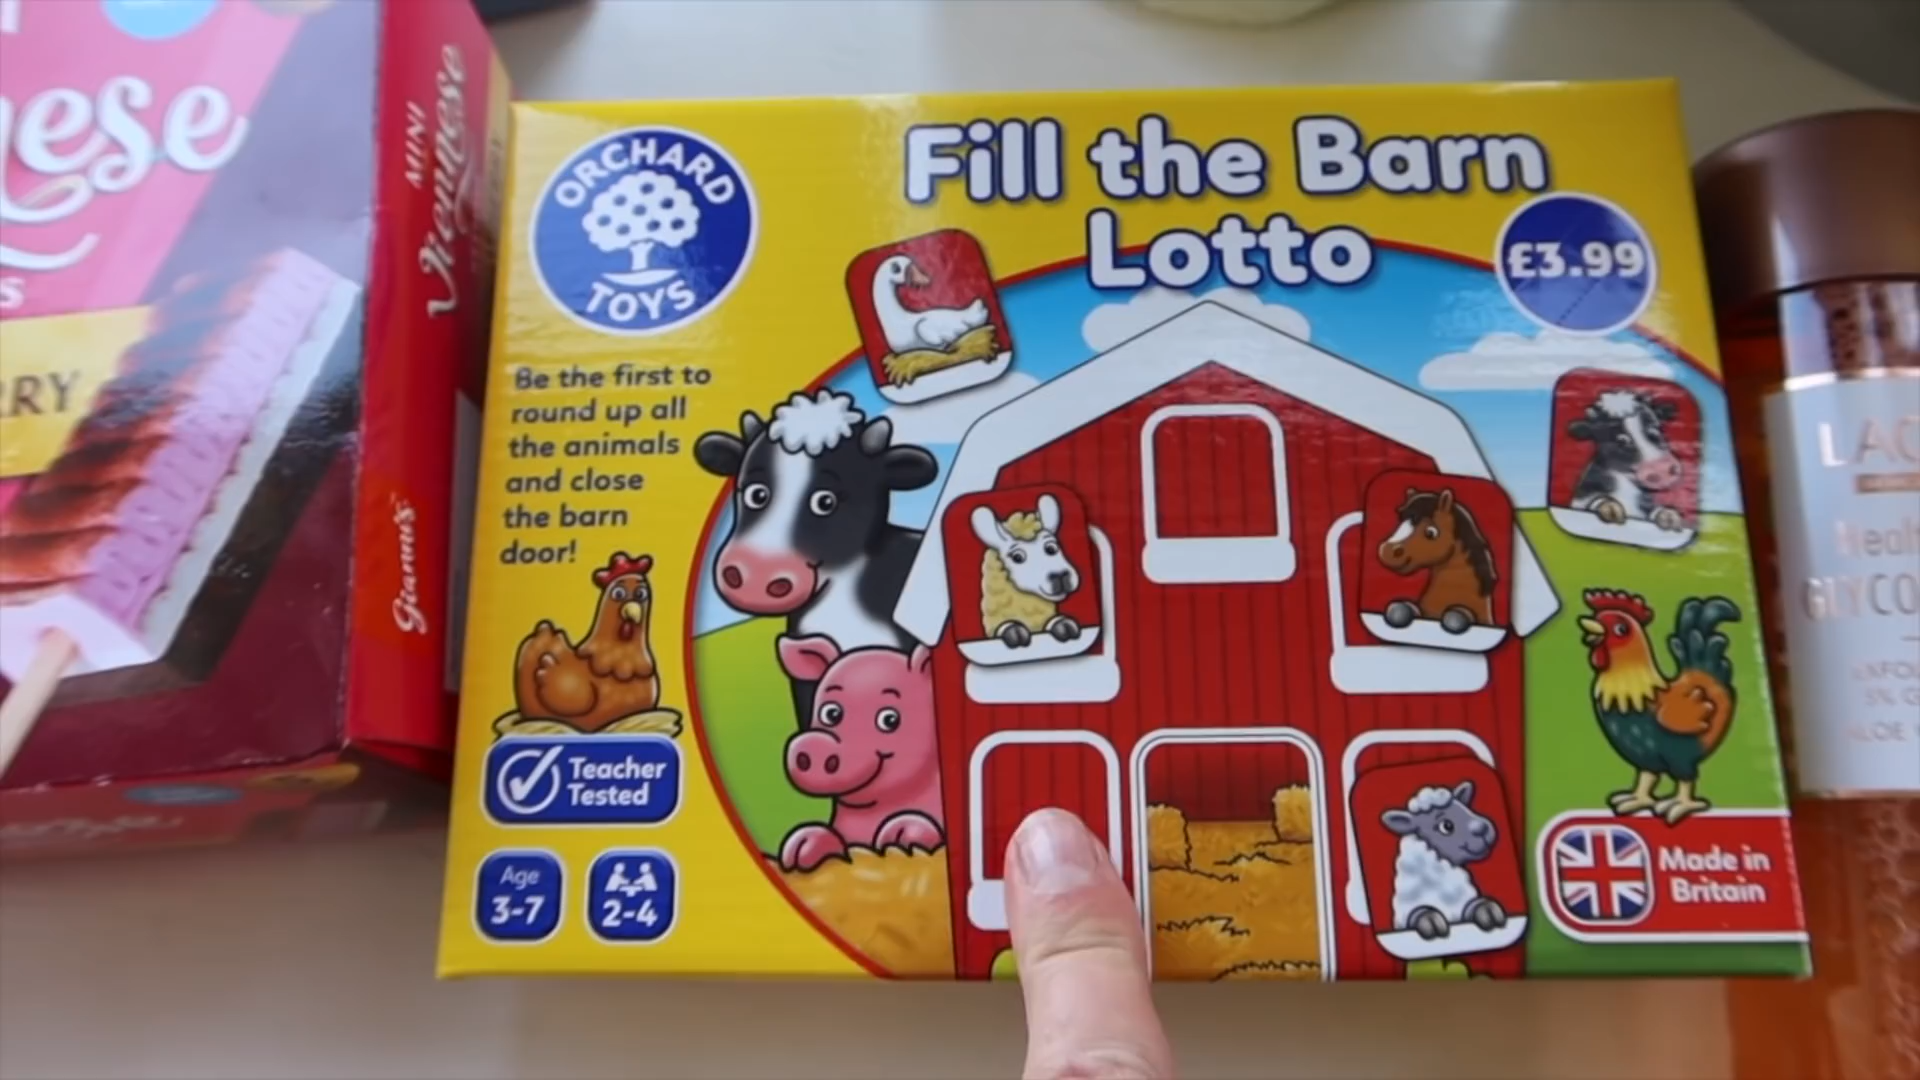 MINI
Viennese
Gianni's
ORCHARD
TOYS
Fill the Barn
Lotto
£3.99
Be the first to
round up all
the animals
and close
the barn
door!
Teacher
Tested
Age
3-7
2-4
Made in
Britain